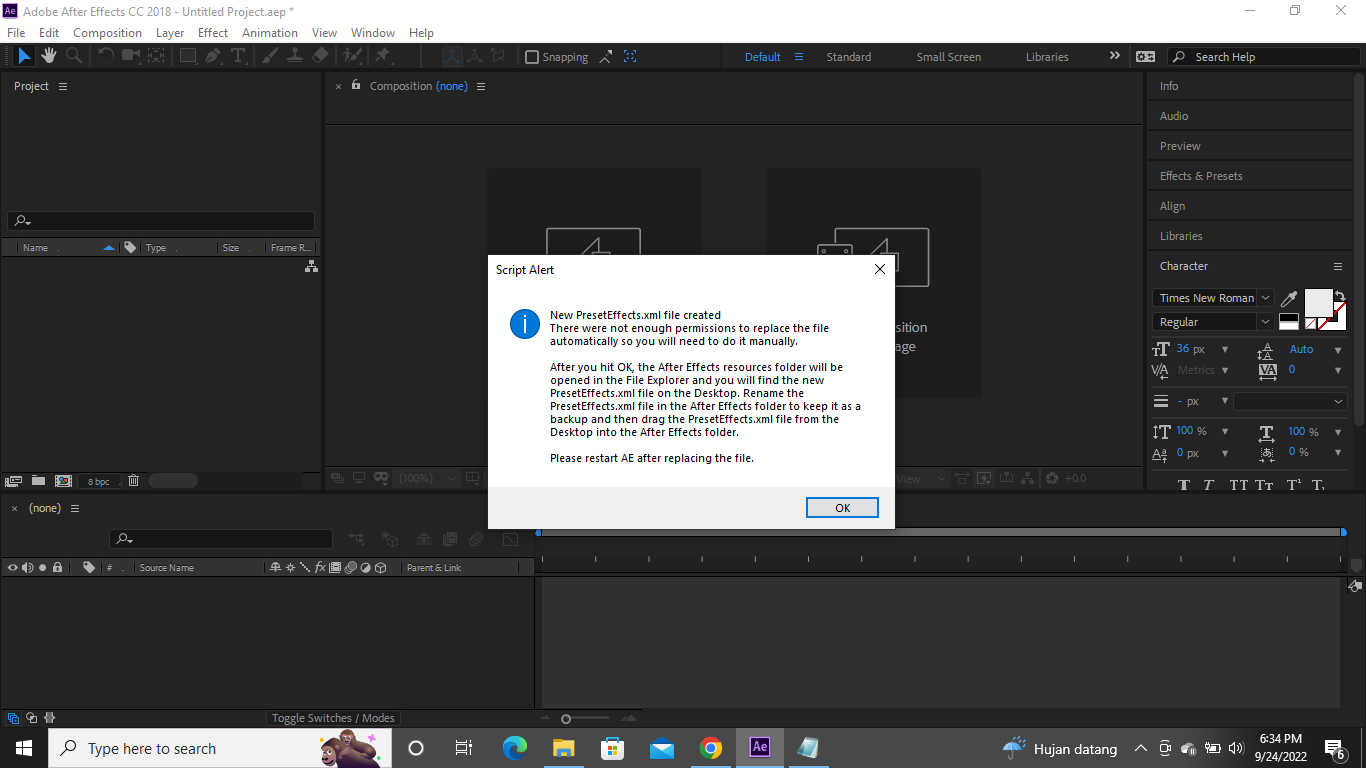 Ae Adobe After Effects CC 2018 - Untitled Project.aep *
File Edit Composition Layer Effect Animation View Window Help
Snapping Default Standard Small Screen Libraries Search Help
Project
Composition (none)
Info
Audio
Preview
Effects & Presets
Align
Libraries
Character
Name Type Size Frame R...
Times New Roman
Regular
36 px Auto
Metrics 0
- px
100 % 100 %
0 px 0 %
Script Alert
New PresetEffects.xml file created
There were not enough permissions to replace the file
automatically so you will need to do it manually.
After you hit OK, the After Effects resources folder will be
opened in the File Explorer and you will find the new
PresetEffects.xml file on the Desktop. Rename the
PresetEffects.xml file in the After Effects folder to keep it as a
backup and then drag the PresetEffects.xml file from the
Desktop into the After Effects folder.
Please restart AE after replacing the file.
OK
sition
age
8 bpc
(100%)
View
+0.0
(none)
# Source Name fx Parent & Link
Toggle Switches / Modes
Type here to search
Ae
Hujan datang
6:34 PM
9/24/2022
6